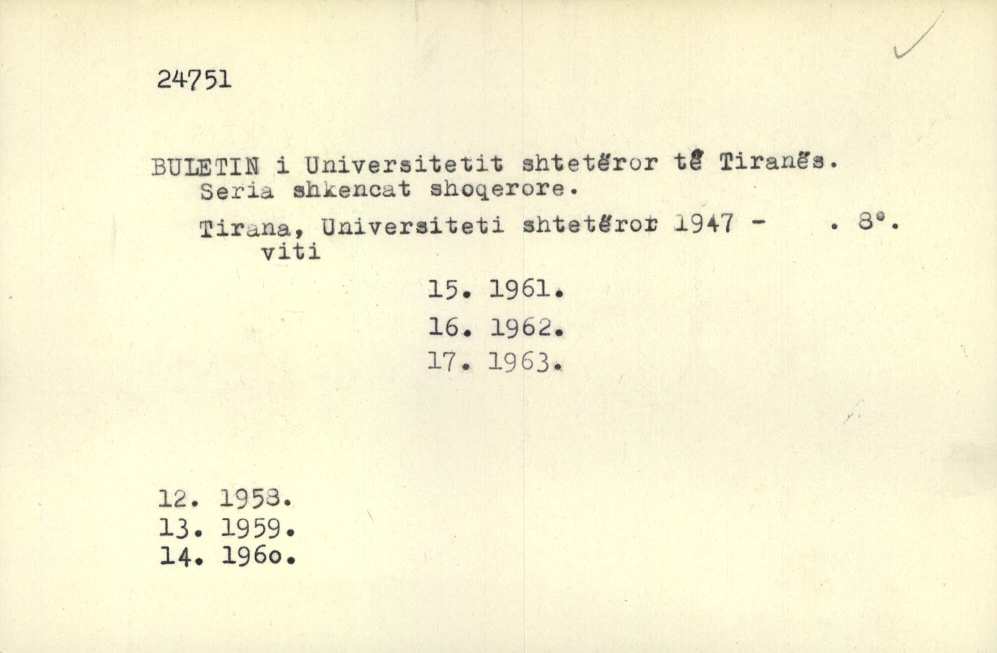 24751
BULETIN i Universitetit shtetëror të Tiranës.
Seria shkencat shoqerore.
Tirana, Universiteti shtetëror 1947 - . 8°.
viti
15. 1961.
16. 1962.
17. 1963.
12. 1958.
13. 1959.
14. 1960.